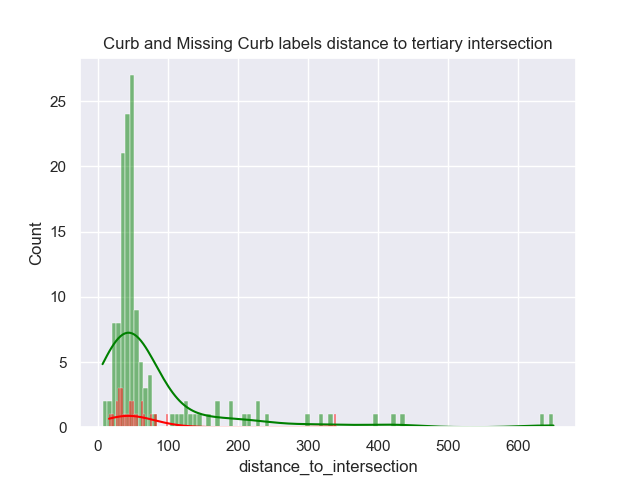 Curb and Missing Curb labels distance to tertiary intersection
25
20
15
10
5
0
Count
0 100 200 300 400 500 600
distance_to_intersection